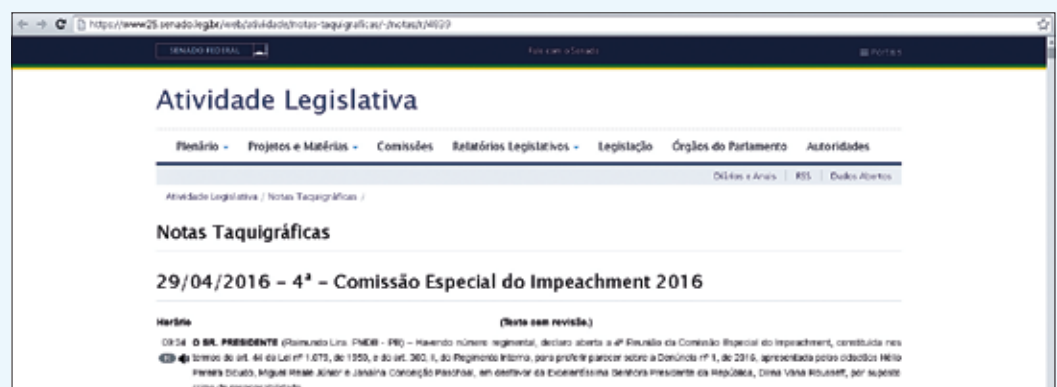 https://www25.senado.leg.br/web/atividade/notas-taquigraficas/-/notas/r/4839
SENADO FEDERAL
Fale com o Senado
Portais
Atividade Legislativa
Plenário Projetos e Matérias Comissões Relatórios Legislativos Legislação Órgãos do Parlamento Autoridades
Diários e Anais | RSS | Dados Abertos
Atividade Legislativa / Notas Taquigráficas /
Notas Taquigráficas
29/04/2016 - 4ª - Comissão Especial do Impeachment 2016
Horário (Texto com revisão.)
09:34 O SR. PRESIDENTE (Raimundo Lira. PMDB - PB) – Havendo número regimental, declaro aberta a 4ª Reunião da Comissão Especial do Impeachment, constituída nos
termos do art. 44 da Lei nº 1.079, de 1950, e do art. 380, II, do Regimento Interno, para proferir parecer sobre a Denúncia nº 1, de 2016, apresentada pelos cidadãos Hélio
Pereira Bicudo, Miguel Reale Júnior e Janaina Conceição Paschoal, em desfavor da Excelentíssima Senhora Presidente da República, Dilma Vana Rousseff, por suposto
crime de responsabilidade.